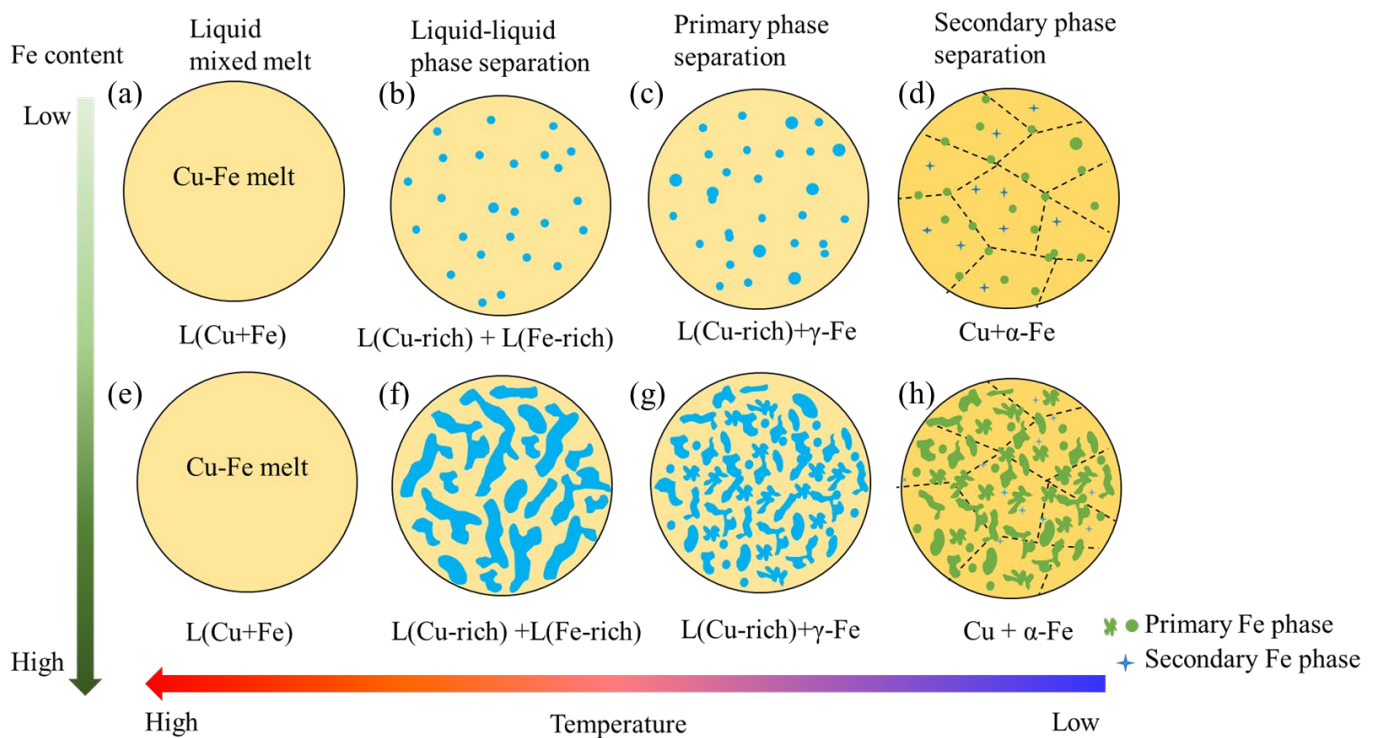 Fe content
Low
High
Liquid
mixed melt
Liquid-liquid
phase separation
Primary phase
separation
Secondary phase
separation
(a)
(b)
(c)
(d)
Cu-Fe melt
L(Cu+Fe)
L(Cu-rich) + L(Fe-rich)
L(Cu-rich)+γ-Fe
Cu+α-Fe
(e)
(f)
(g)
(h)
Cu-Fe melt
L(Cu+Fe)
L(Cu-rich) +L(Fe-rich)
L(Cu-rich)+γ-Fe
Cu + α-Fe
Primary Fe phase
Secondary Fe phase
High
Temperature
Low